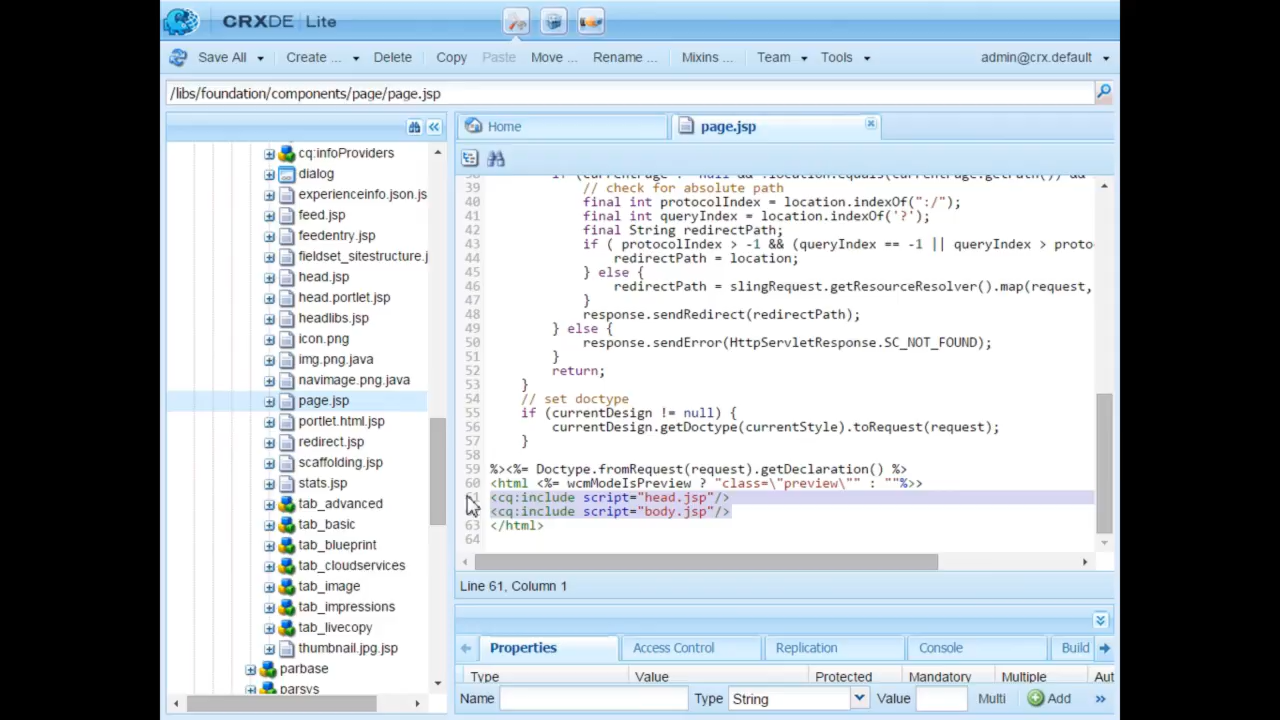 CRXDE | Lite
Save All Create ... Delete Copy Paste Move ... Rename ... Mixins ... Team Tools admin@crx.default
/libs/foundation/components/page/page.jsp
Home
page.jsp
cq:infoProviders
dialog
experienceinfo.json.js
feed.jsp
feedentry.jsp
fieldset_sitestructure.j
head.jsp
head.portlet.jsp
headlibs.jsp
icon.png
img.png.java
navimage.png.java
page.jsp
portlet.html.jsp
redirect.jsp
scaffolding.jsp
stats.jsp
tab_advanced
tab_basic
tab_blueprint
tab_cloudservices
tab_image
tab_impressions
tab_livecopy
thumbnail.jpg.jsp
parbase
parsys
39 // check for absolute path
40 final int protocolIndex = location.indexOf(":/");
41 final int queryIndex = location.indexOf('?');
42 final String redirectPath;
43 if ( protocolIndex > -1 && (queryIndex == -1 || queryIndex > proto
44 redirectPath = location;
45 } else {
46 redirectPath = slingRequest.getResourceResolver().map(request,
47 }
48 response.sendRedirect(redirectPath);
49 } else {
50 response.sendError(HttpServletResponse.SC_NOT_FOUND);
51 }
52 return;
53 }
54 // set doctype
55 if (currentDesign != null) {
56 currentDesign.getDoctype(currentStyle).toRequest(request);
57 }
58
59 %><%= Doctype.fromRequest(request).getDeclaration() %>
60 <html <%= wcmModeIsPreview ? "class=\"preview\"" : ""%>>
<cq:include script="head.jsp"/>
<cq:include script="body.jsp"/>
63 </html>
64
Line 61, Column 1
Properties Access Control Replication Console Build
Type Value Protected Mandatory Multiple Aut
Name Type String Value Multi Add »